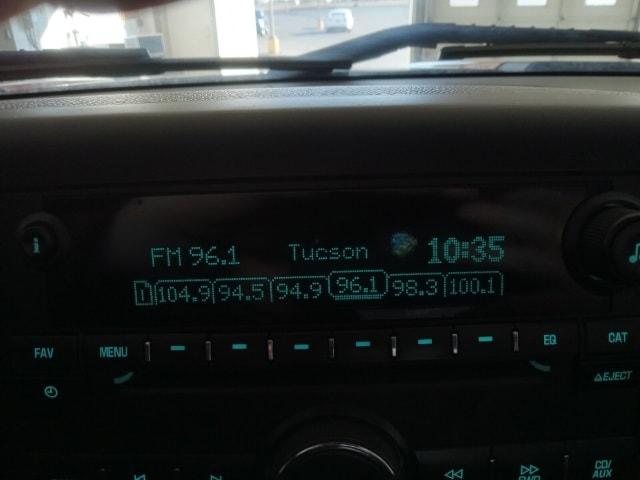 i
FM 96.1 Tucson 10:35
1 104.9 94.5 94.9 96.1 98.3 100.1
FAV MENU EQ CAT
EJECT
CD/
AUX